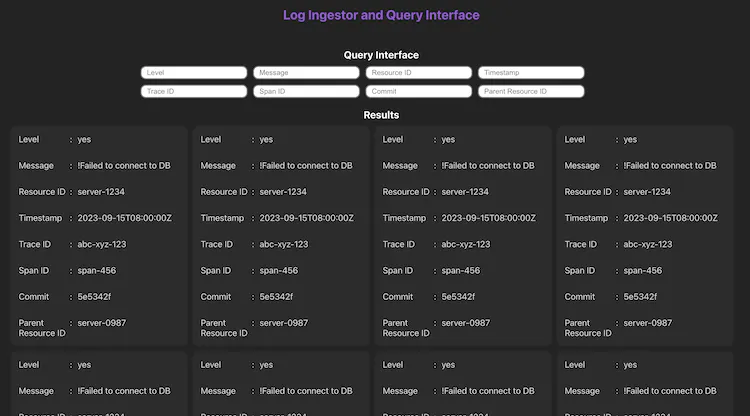 Log Ingestor and Query Interface
Query Interface
Level Message Resource ID Timestamp
Trace ID Span ID Commit Parent Resource ID
Results
Level : yes Level : yes Level : yes Level : yes
Message : !Failed to connect to DB Message : !Failed to connect to DB Message : !Failed to connect to DB Message : !Failed to connect to DB
Resource ID : server-1234 Resource ID : server-1234 Resource ID : server-1234 Resource ID : server-1234
Timestamp : 2023-09-15T08:00:00Z Timestamp : 2023-09-15T08:00:00Z Timestamp : 2023-09-15T08:00:00Z Timestamp : 2023-09-15T08:00:00Z
Trace ID : abc-xyz-123 Trace ID : abc-xyz-123 Trace ID : abc-xyz-123 Trace ID : abc-xyz-123
Span ID : span-456 Span ID : span-456 Span ID : span-456 Span ID : span-456
Commit : 5e5342f Commit : 5e5342f Commit : 5e5342f Commit : 5e5342f
Parent : server-0987 Parent : server-0987 Parent : server-0987 Parent : server-0987
Resource ID Resource ID Resource ID Resource ID
Level : yes Level : yes Level : yes Level : yes
Message : !Failed to connect to DB Message : !Failed to connect to DB Message : !Failed to connect to DB Message : !Failed to connect to DB